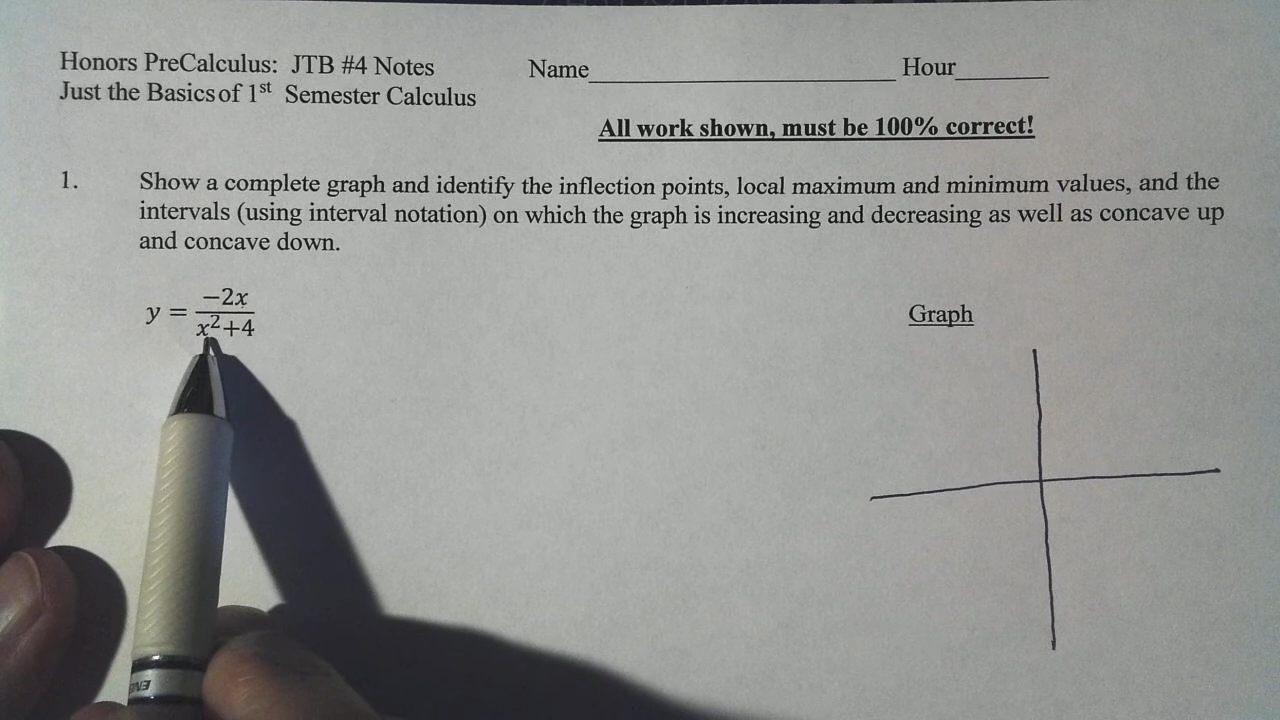 Honors PreCalculus: JTB #4 Notes Name____________________ Hour_______
Just the Basics of 1st Semester Calculus
All work shown, must be 100% correct!
1. Show a complete graph and identify the inflection points, local maximum and minimum values, and the
intervals (using interval notation) on which the graph is increasing and decreasing as well as concave up
and concave down.
y = −2x / x²+4
Graph